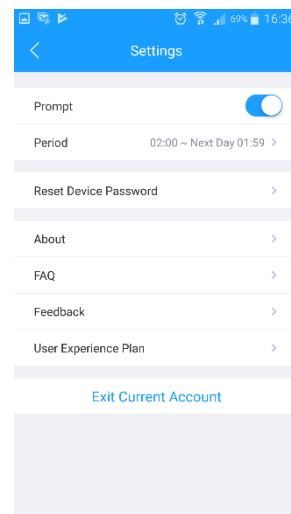 69% 16:36
Settings
Prompt
Period 02:00 ~ Next Day 01:59
Reset Device Password
About
FAQ
Feedback
User Experience Plan
Exit Current Account